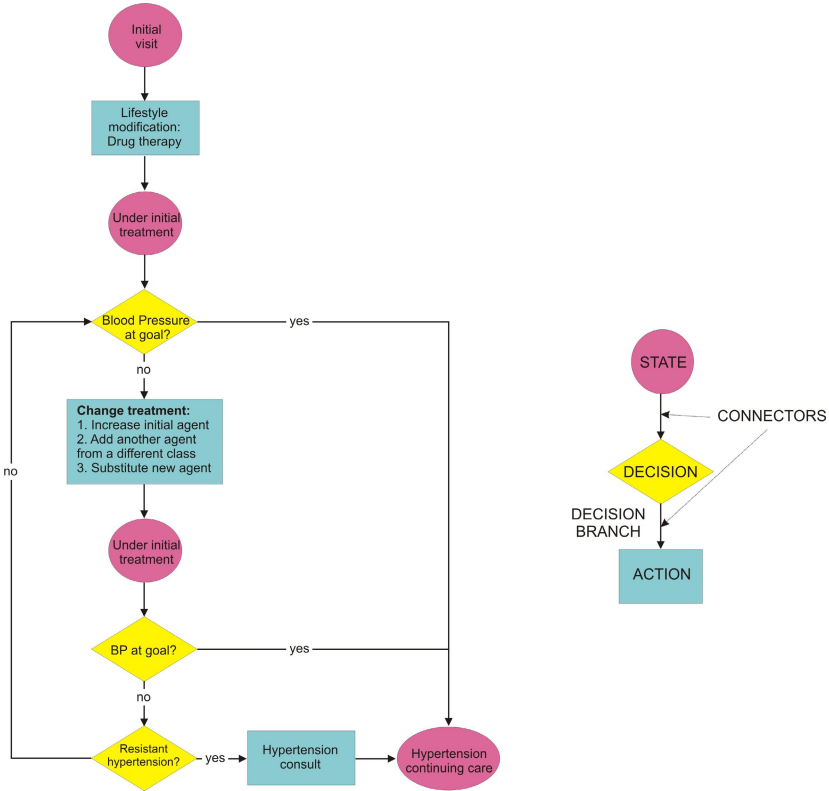 Initial
visit
Lifestyle
modification:
Drug therapy
Under initial
treatment
Blood Pressure
at goal?
yes
no
Change treatment:
1. Increase initial agent
2. Add another agent
from a different class
3. Substitute new agent
no
Under initial
treatment
BP at goal?
yes
no
Resistant
hypertension?
yes
Hypertension
consult
Hypertension
continuing care
STATE
CONNECTORS
DECISION
DECISION
BRANCH
ACTION